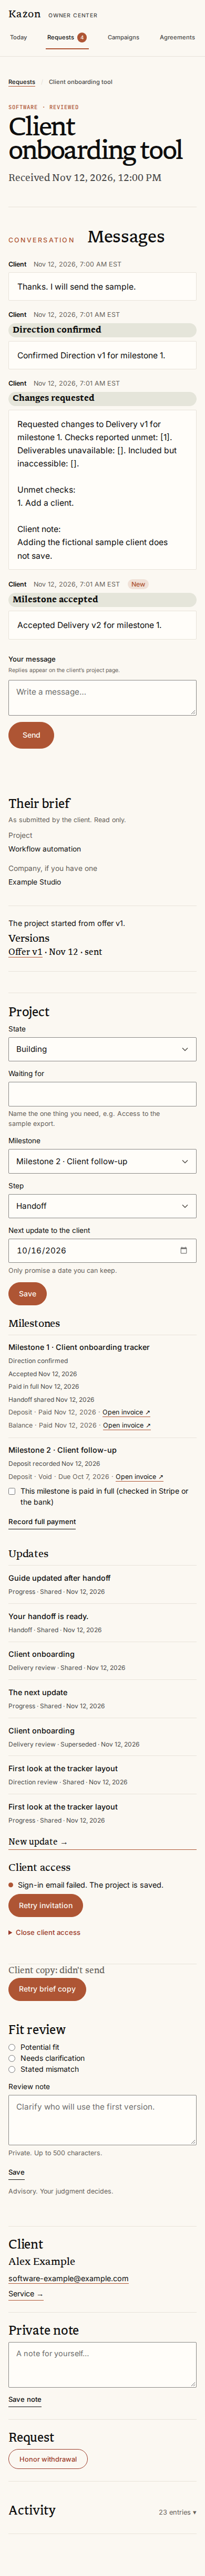 Kazon OWNER CENTER
Today Requests 4 Campaigns Agreements
Requests Client onboarding tool
SOFTWARE · REVIEWED
Client
onboarding tool
Received Nov 12, 2026, 12:00 PM
CONVERSATION Messages
Client Nov 12, 2026, 7:00 AM EST
Thanks. I will send the sample.
Client Nov 12, 2026, 7:01 AM EST
Direction confirmed
Confirmed Direction v1 for milestone 1.
Client Nov 12, 2026, 7:01 AM EST
Changes requested
Requested changes to Delivery v1 for
milestone 1. Checks reported unmet: [1].
Deliverables unavailable: []. Included but
inaccessible: [].
Unmet checks:
1. Add a client.
Client note:
Adding the fictional sample client does
not save.
Client Nov 12, 2026, 7:01 AM EST New
Milestone accepted
Accepted Delivery v2 for milestone 1.
Your message
Replies appear on the client's project page.
Write a message...
Send
Their brief
As submitted by the client. Read only.
Project
Workflow automation
Company, if you have one
Example Studio
The project started from offer v1.
Versions
Offer v1 · Nov 12 · sent
Project
State
Building
Waiting for
Name the one thing you need, e.g. Access to the
sample export.
Milestone
Milestone 2 · Client follow-up
Step
Handoff
Next update to the client
10/16/2026
Only promise a date you can keep.
Save
Milestones
Milestone 1 · Client onboarding tracker
Direction confirmed
Accepted Nov 12, 2026
Paid in full Nov 12, 2026
Handoff shared Nov 12, 2026
Deposit · Paid Nov 12, 2026 · Open invoice ↗
Balance · Paid Nov 12, 2026 · Open invoice ↗
Milestone 2 · Client follow-up
Deposit recorded Nov 12, 2026
Deposit · Void · Due Oct 7, 2026 · Open invoice ↗
This milestone is paid in full (checked in Stripe or
the bank)
Record full payment
Updates
Guide updated after handoff
Progress · Shared · Nov 12, 2026
Your handoff is ready.
Handoff · Shared · Nov 12, 2026
Client onboarding
Delivery review · Shared · Nov 12, 2026
The next update
Progress · Shared · Nov 12, 2026
Client onboarding
Delivery review · Superseded · Nov 12, 2026
First look at the tracker layout
Direction review · Shared · Nov 12, 2026
First look at the tracker layout
Progress · Shared · Nov 12, 2026
New update →
Client access
Sign-in email failed. The project is saved.
Retry invitation
▶ Close client access
Client copy: didn't send
Retry brief copy
Fit review
Potential fit
Needs clarification
Stated mismatch
Review note
Clarify who will use the first version.
Private. Up to 500 characters.
Save
Advisory. Your judgment decides.
Client
Alex Example
software-example@example.com
Service →
Private note
A note for yourself...
Save note
Request
Honor withdrawal
Activity 23 entries ▾